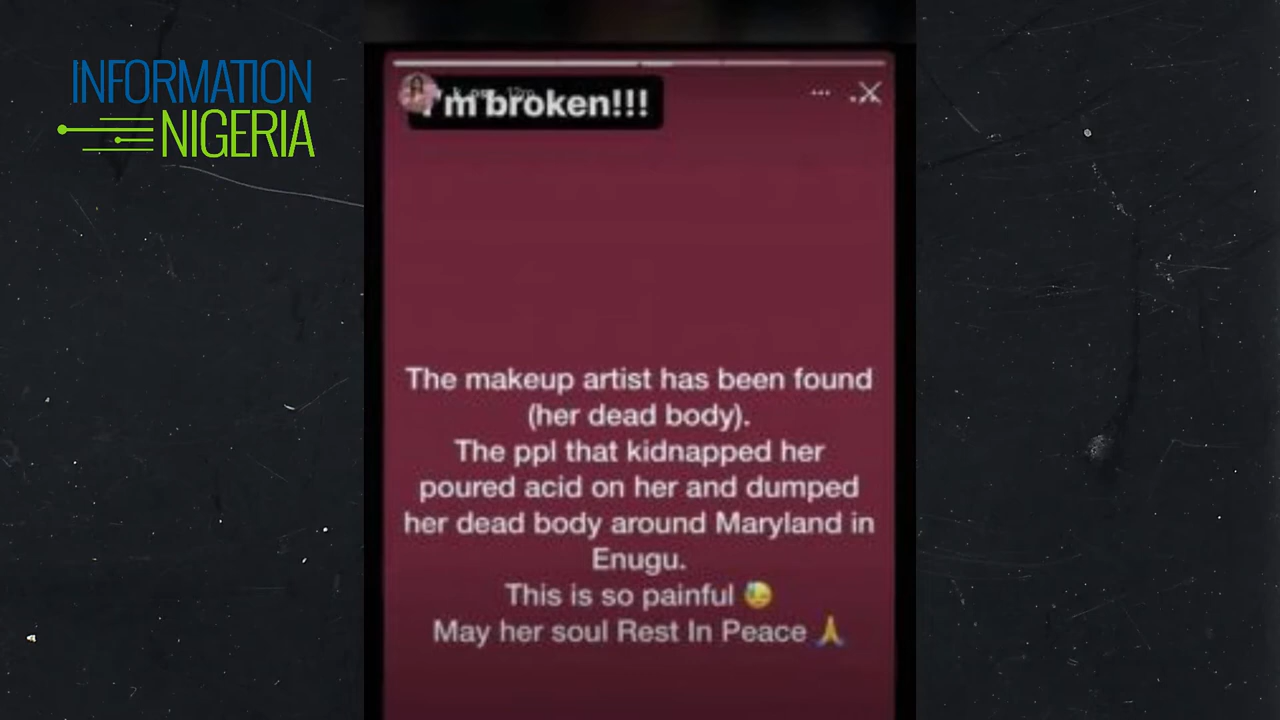 INFORMATION
NIGERIA
'm broken!!!
The makeup artist has been found
(her dead body).
The ppl that kidnapped her
poured acid on her and dumped
her dead body around Maryland in
Enugu.
This is so painful 😓
May her soul Rest In Peace 🙏